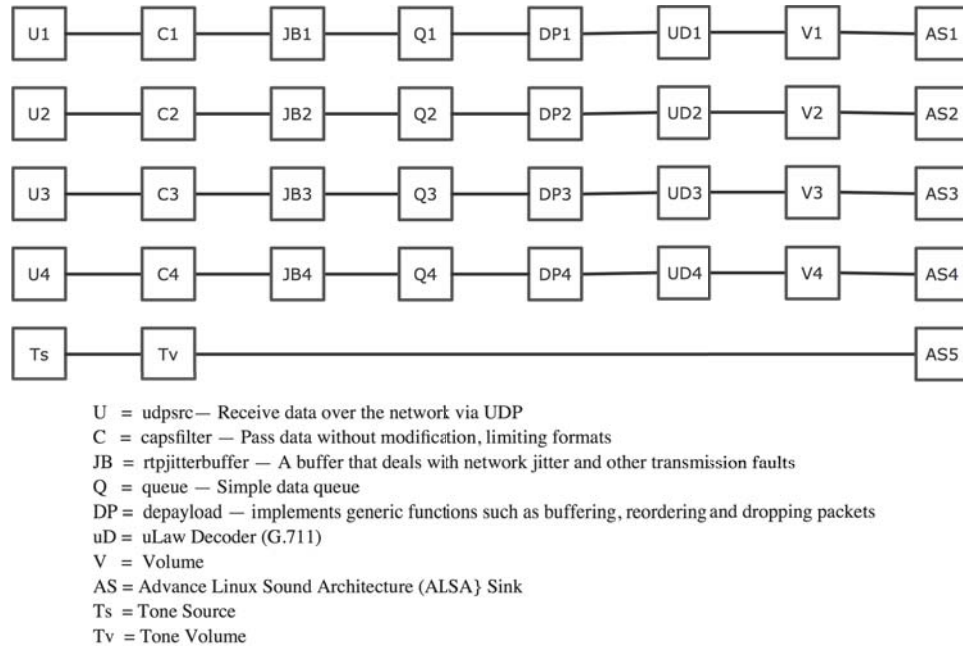 U1 C1 JB1 Q1 DP1 UD1 V1 AS1
U2 C2 JB2 Q2 DP2 UD2 V2 AS2
U3 C3 JB3 Q3 DP3 UD3 V3 AS3
U4 C4 JB4 Q4 DP4 UD4 V4 AS4
Ts Tv AS5
U = udpsrc — Receive data over the network via UDP
C = capsfilter — Pass data without modification, limiting formats
JB = rtpjitterbuffer — A buffer that deals with network jitter and other transmission faults
Q = queue — Simple data queue
DP = depayload — implements generic functions such as buffering, reordering and dropping packets
uD = uLaw Decoder (G.711)
V = Volume
AS = Advance Linux Sound Architecture (ALSA} Sink
Ts = Tone Source
Tv = Tone Volume